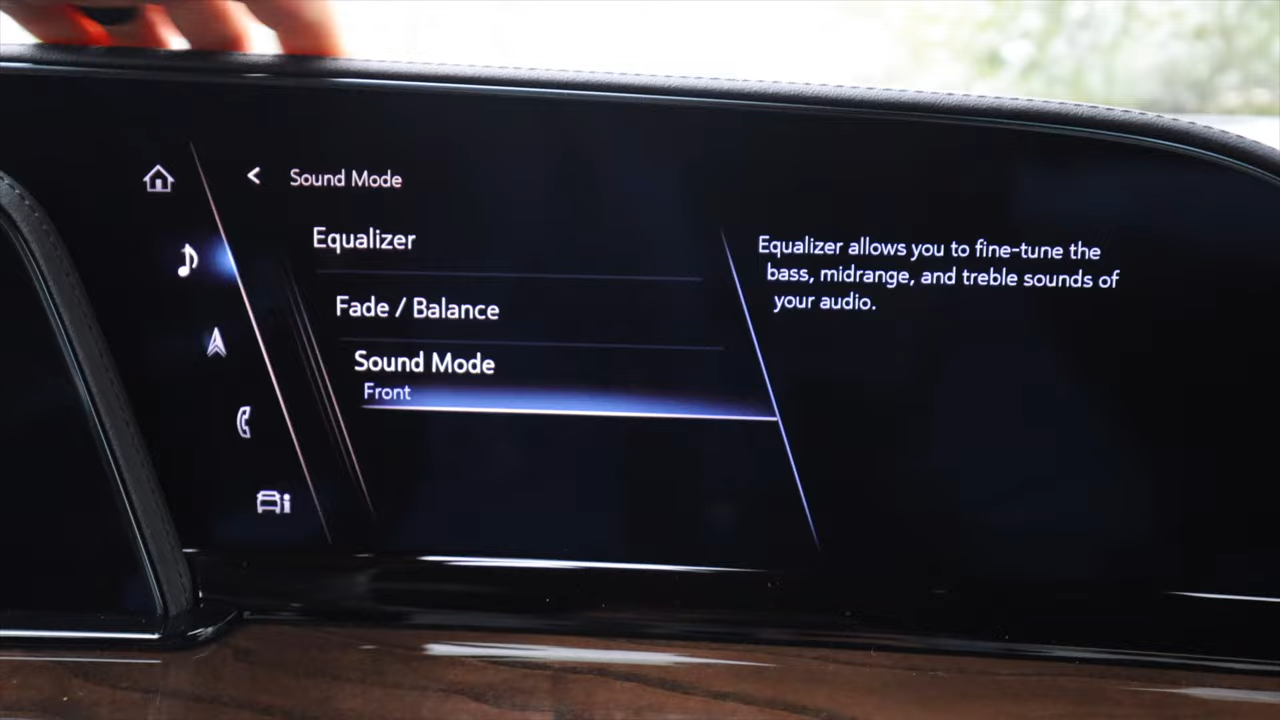 Sound Mode
Equalizer
Fade / Balance
Sound Mode
Front
Equalizer allows you to fine-tune the
bass, midrange, and treble sounds of
your audio.